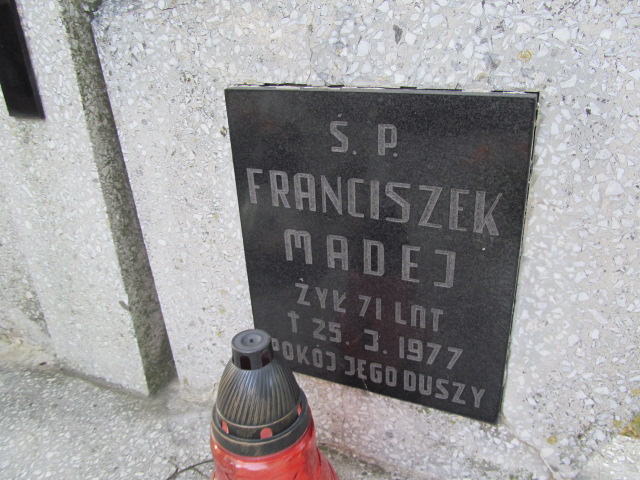 Ś. P.
FRANCISZEK
MADEJ
ŻYŁ 71 LAT
† 25. 3. 1977
POKÓJ JEGO DUSZY